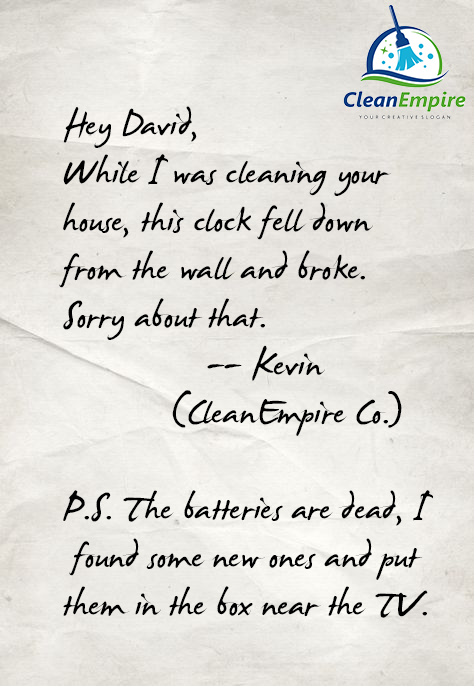 CleanEmpire
YOUR CREATIVE SLOGAN
Hey David,
While I was cleaning your
house, this clock fell down
from the wall and broke.
Sorry about that.
-- Kevin
(CleanEmpire Co.)
P.S. The batteries are dead, I
found some new ones and put
them in the box near the TV.